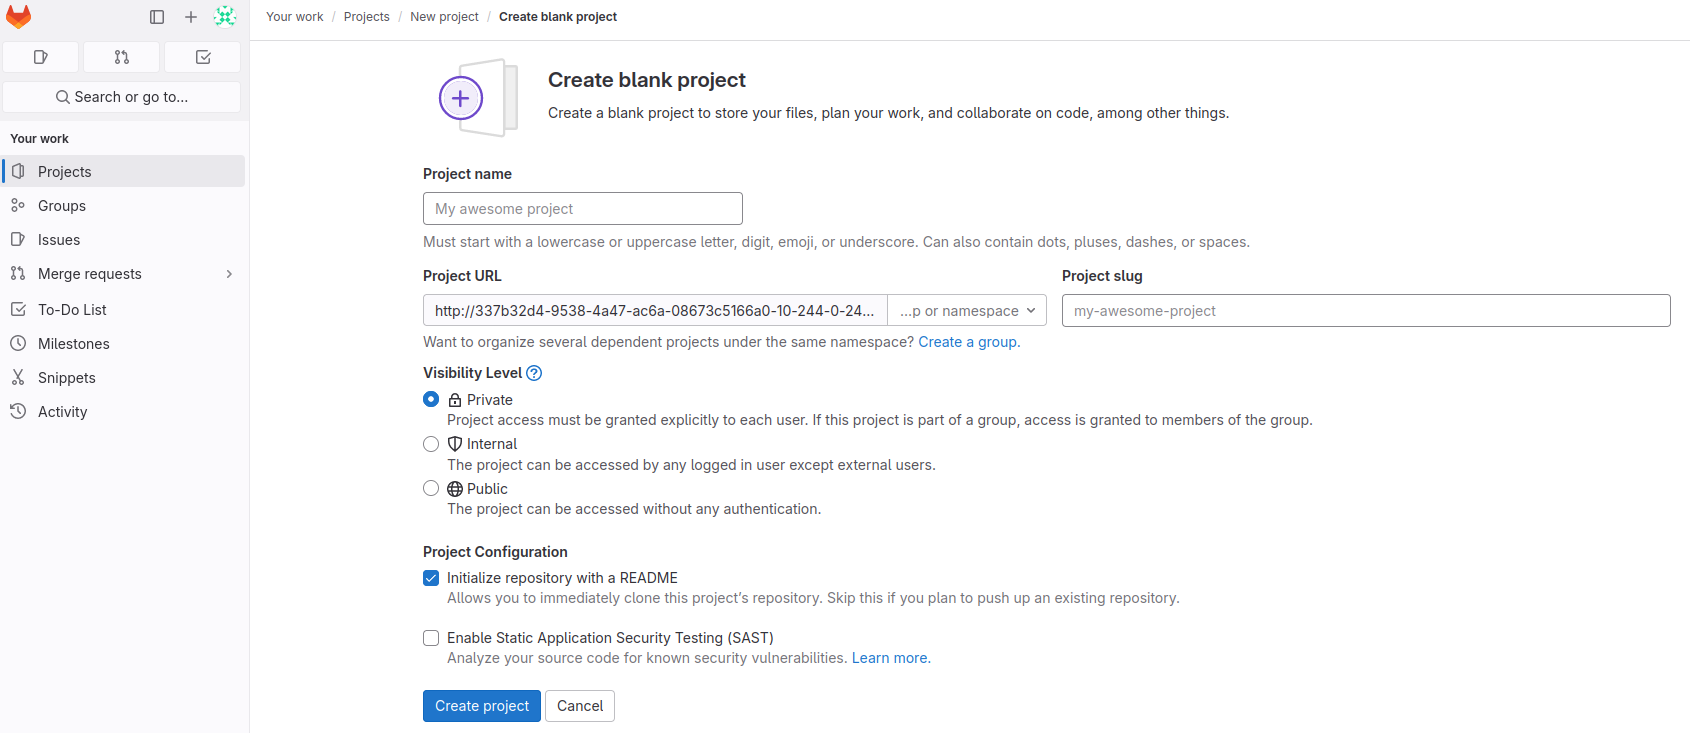 Your work / Projects / New project / Create blank project
Search or go to...
Your work
Projects
Groups
Issues
Merge requests
To-Do List
Milestones
Snippets
Activity
Create blank project
Create a blank project to store your files, plan your work, and collaborate on code, among other things.
Project name
My awesome project
Must start with a lowercase or uppercase letter, digit, emoji, or underscore. Can also contain dots, pluses, dashes, or spaces.
Project URL
http://337b32d4-9538-4a47-ac6a-08673c5166a0-10-244-0-24...
...p or namespace
Project slug
my-awesome-project
Want to organize several dependent projects under the same namespace? Create a group.
Visibility Level
Private
Project access must be granted explicitly to each user. If this project is part of a group, access is granted to members of the group.
Internal
The project can be accessed by any logged in user except external users.
Public
The project can be accessed without any authentication.
Project Configuration
Initialize repository with a README
Allows you to immediately clone this project's repository. Skip this if you plan to push up an existing repository.
Enable Static Application Security Testing (SAST)
Analyze your source code for known security vulnerabilities. Learn more.
Create project
Cancel